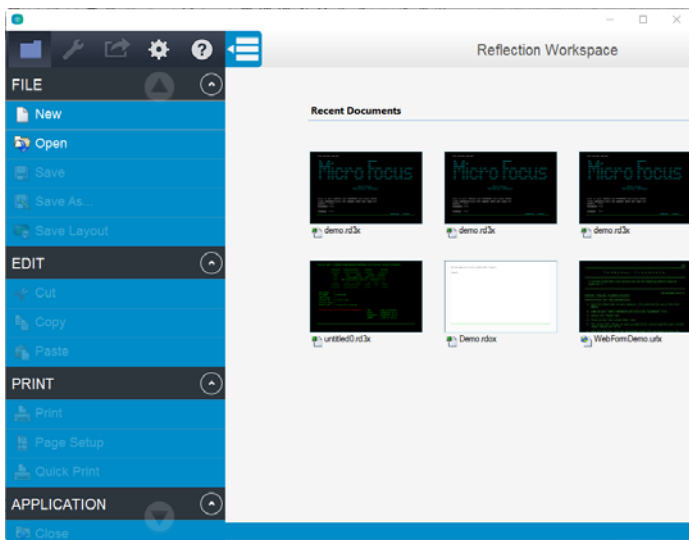 Reflection Workspace
FILE
New
Open
Save
Save As...
Save Layout
EDIT
Cut
Copy
Paste
PRINT
Print
Page Setup
Quick Print
APPLICATION
Close
Recent Documents
Micro Focus
Micro Focus
Micro Focus
demo.rd3x
demo.rd3x
demo.rd3x
untitled0.rd3x
Demo.rdox
WebFormDemo.urlx